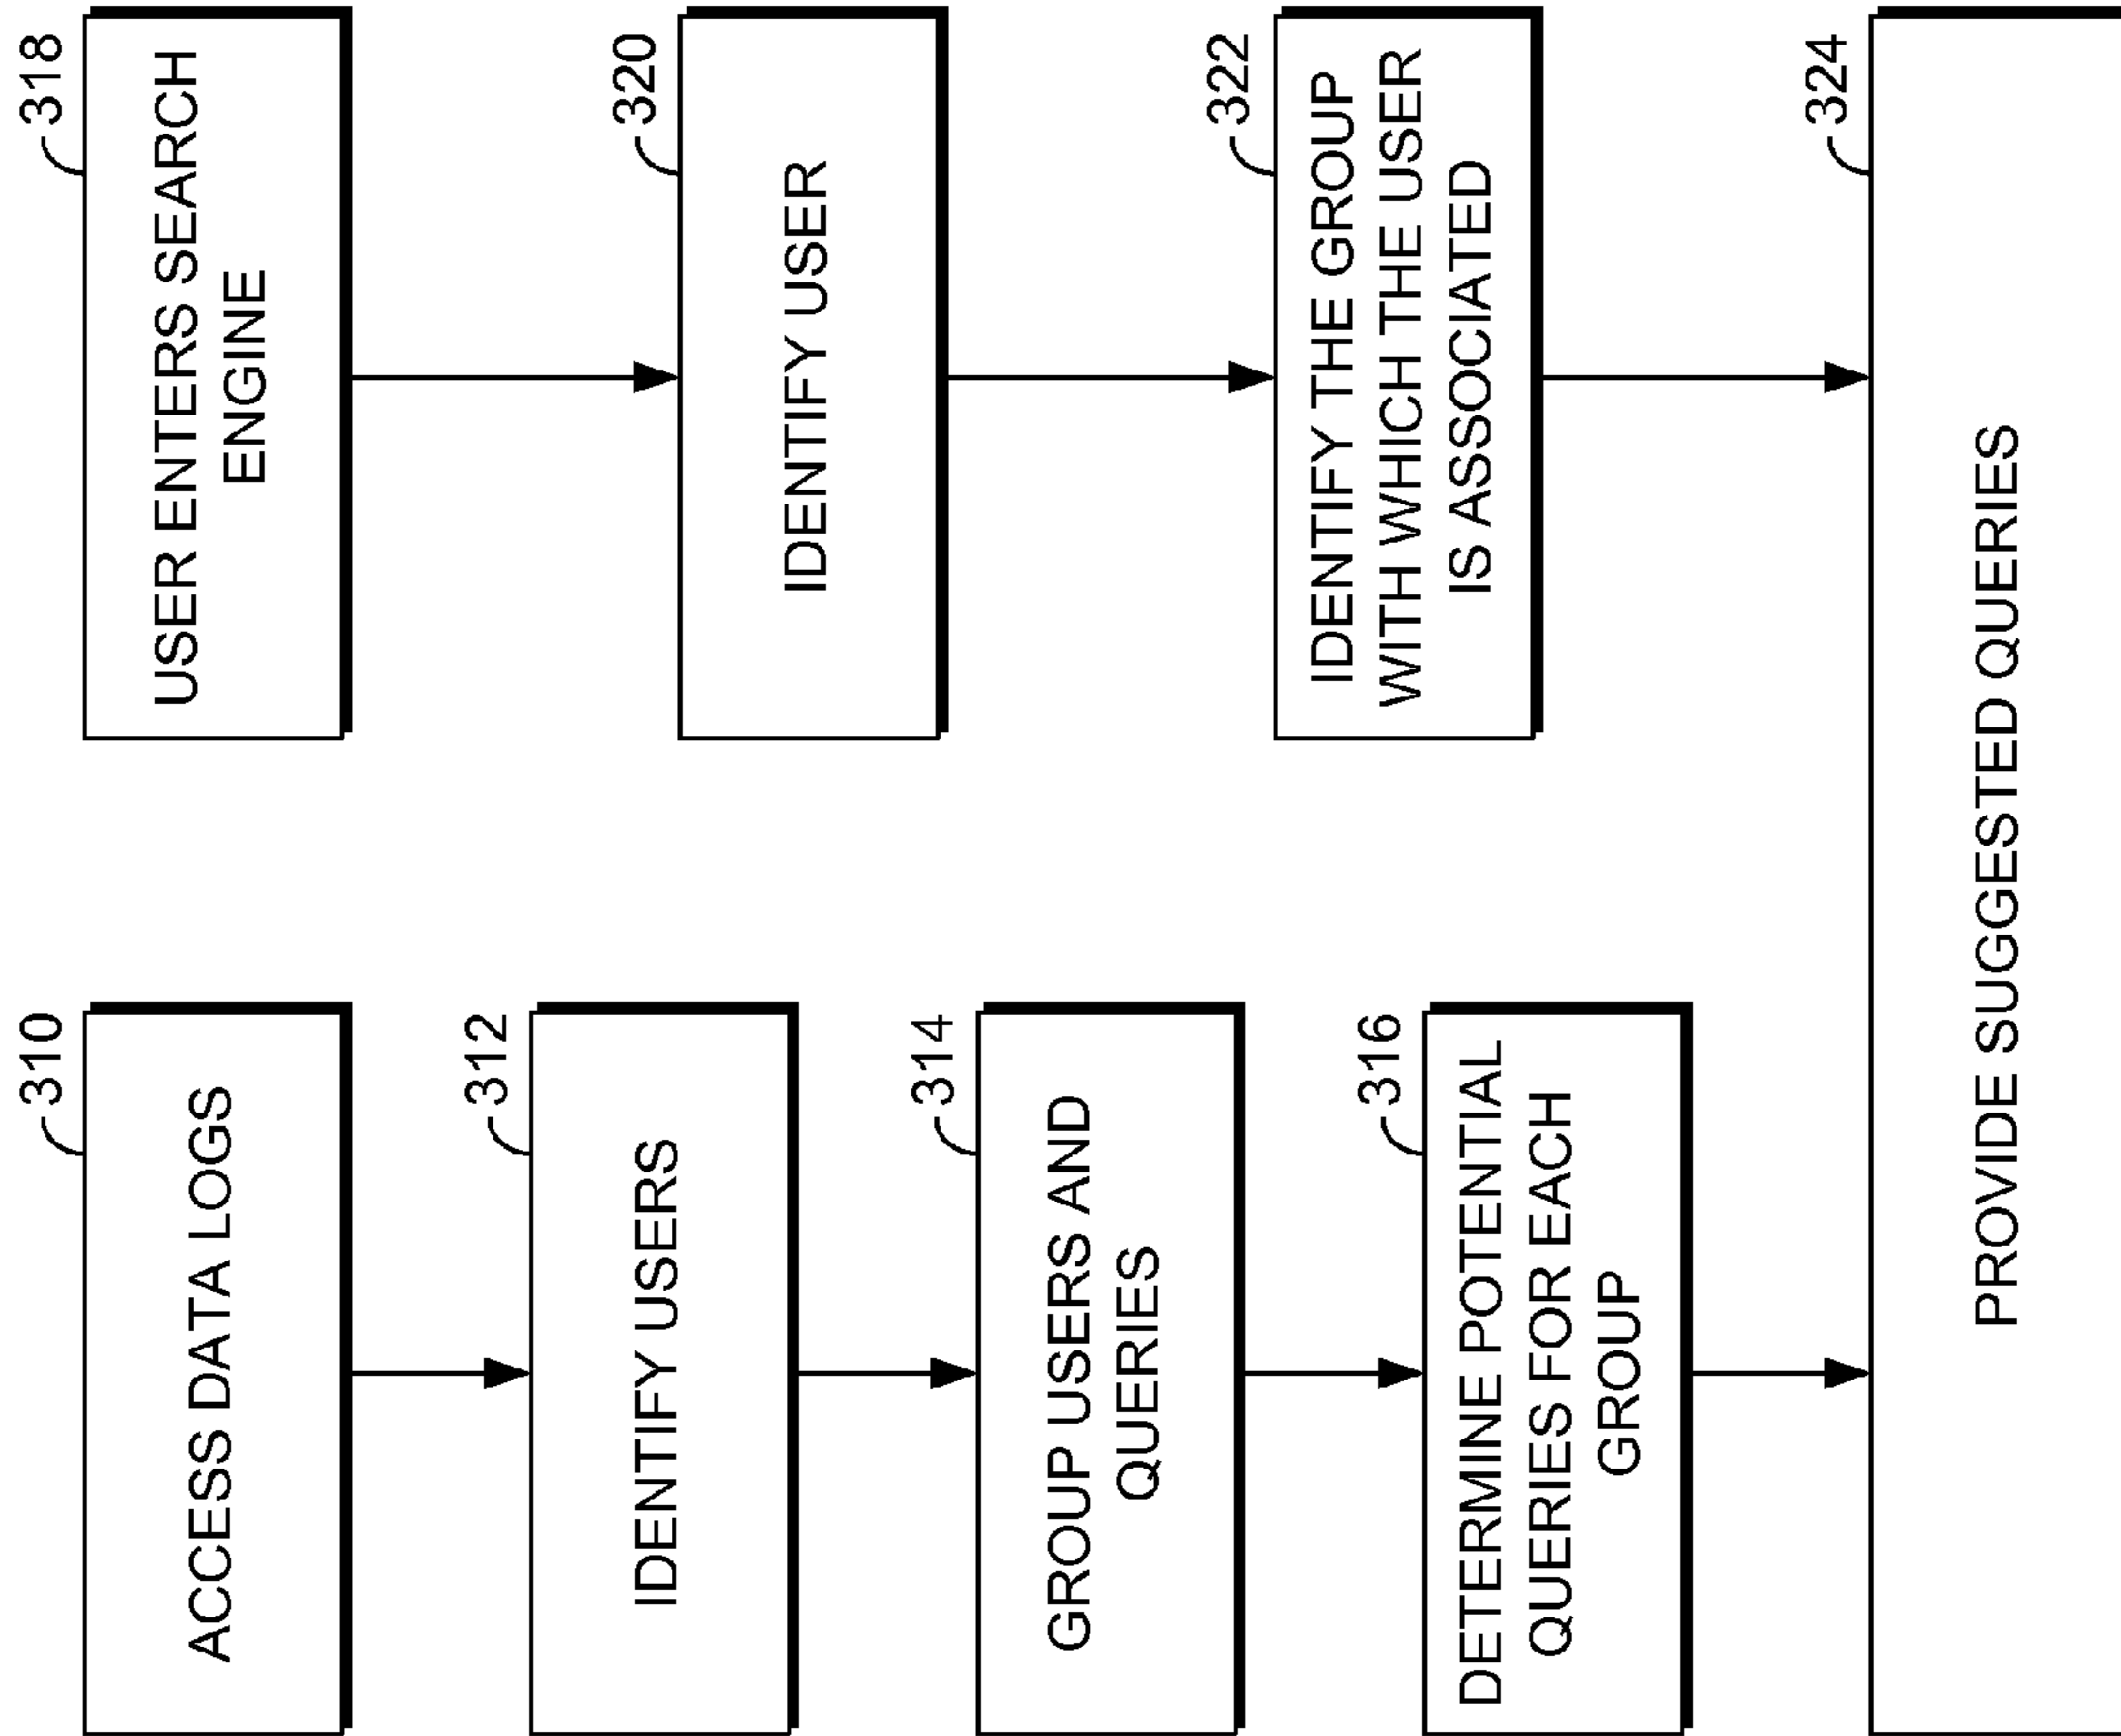 310
ACCESS DATA LOGS
312
IDENTIFY USERS
314
GROUP USERS AND
QUERIES
316
DETERMINE POTENTIAL
QUERIES FOR EACH
GROUP
318
USER ENTERS SEARCH
ENGINE
320
IDENTIFY USER
322
IDENTIFY THE GROUP
WITH WHICH THE USER
IS ASSOCIATED
324
PROVIDE SUGGESTED QUERIES